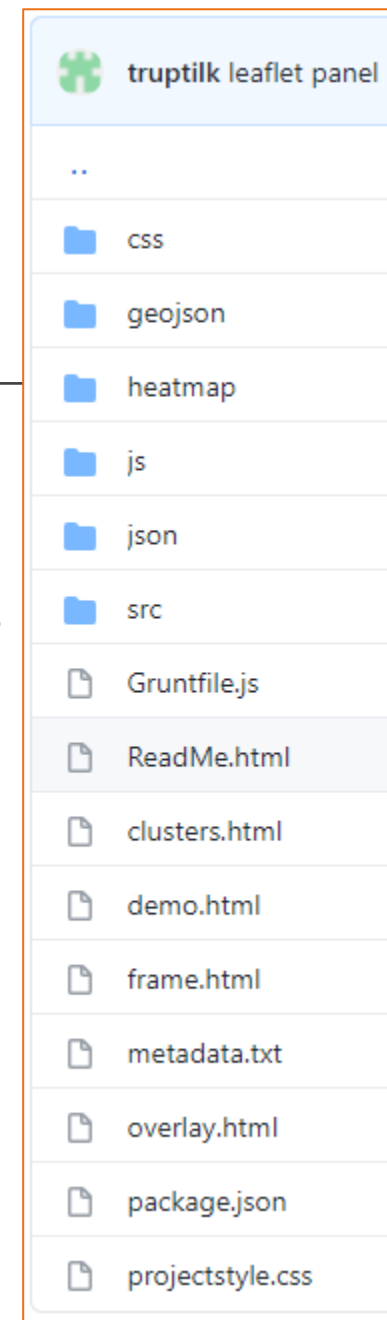 truptilk leaflet panel
..
css
geojson
heatmap
js
json
src
Gruntfile.js
ReadMe.html
clusters.html
demo.html
frame.html
metadata.txt
overlay.html
package.json
projectstyle.css